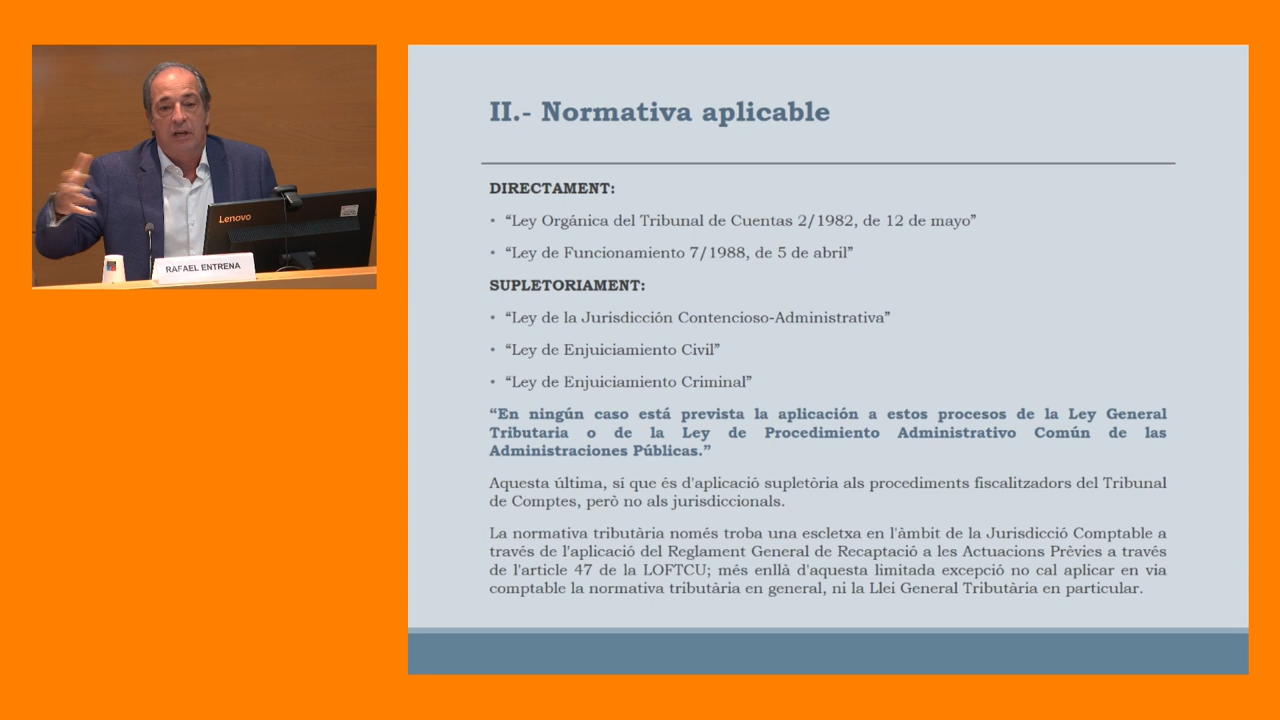 Lenovo
RAFAEL ENTRENA
II.- Normativa aplicable
DIRECTAMENT:
• “Ley Orgánica del Tribunal de Cuentas 2/1982, de 12 de mayo”
• “Ley de Funcionamiento 7/1988, de 5 de abril”
SUPLETORIAMENT:
• “Ley de la Jurisdicción Contencioso-Administrativa”
• “Ley de Enjuiciamiento Civil”
• “Ley de Enjuiciamiento Criminal”
“En ningún caso está prevista la aplicación a estos procesos de la Ley General
Tributaria o de la Ley de Procedimiento Administrativo Común de las
Administraciones Públicas.”
Aquesta última, sí que és d'aplicació supletòria als procediments fiscalitzadors del Tribunal
de Comptes, però no als jurisdiccionals.
La normativa tributària només troba una escletxa en l'àmbit de la Jurisdicció Comptable a
través de l'aplicació del Reglament General de Recaptació a les Actuacions Prèvies a través
de l'article 47 de la LOFTCU; més enllà d'aquesta limitada excepció no cal aplicar en via
comptable la normativa tributària en general, ni la Llei General Tributària en particular.